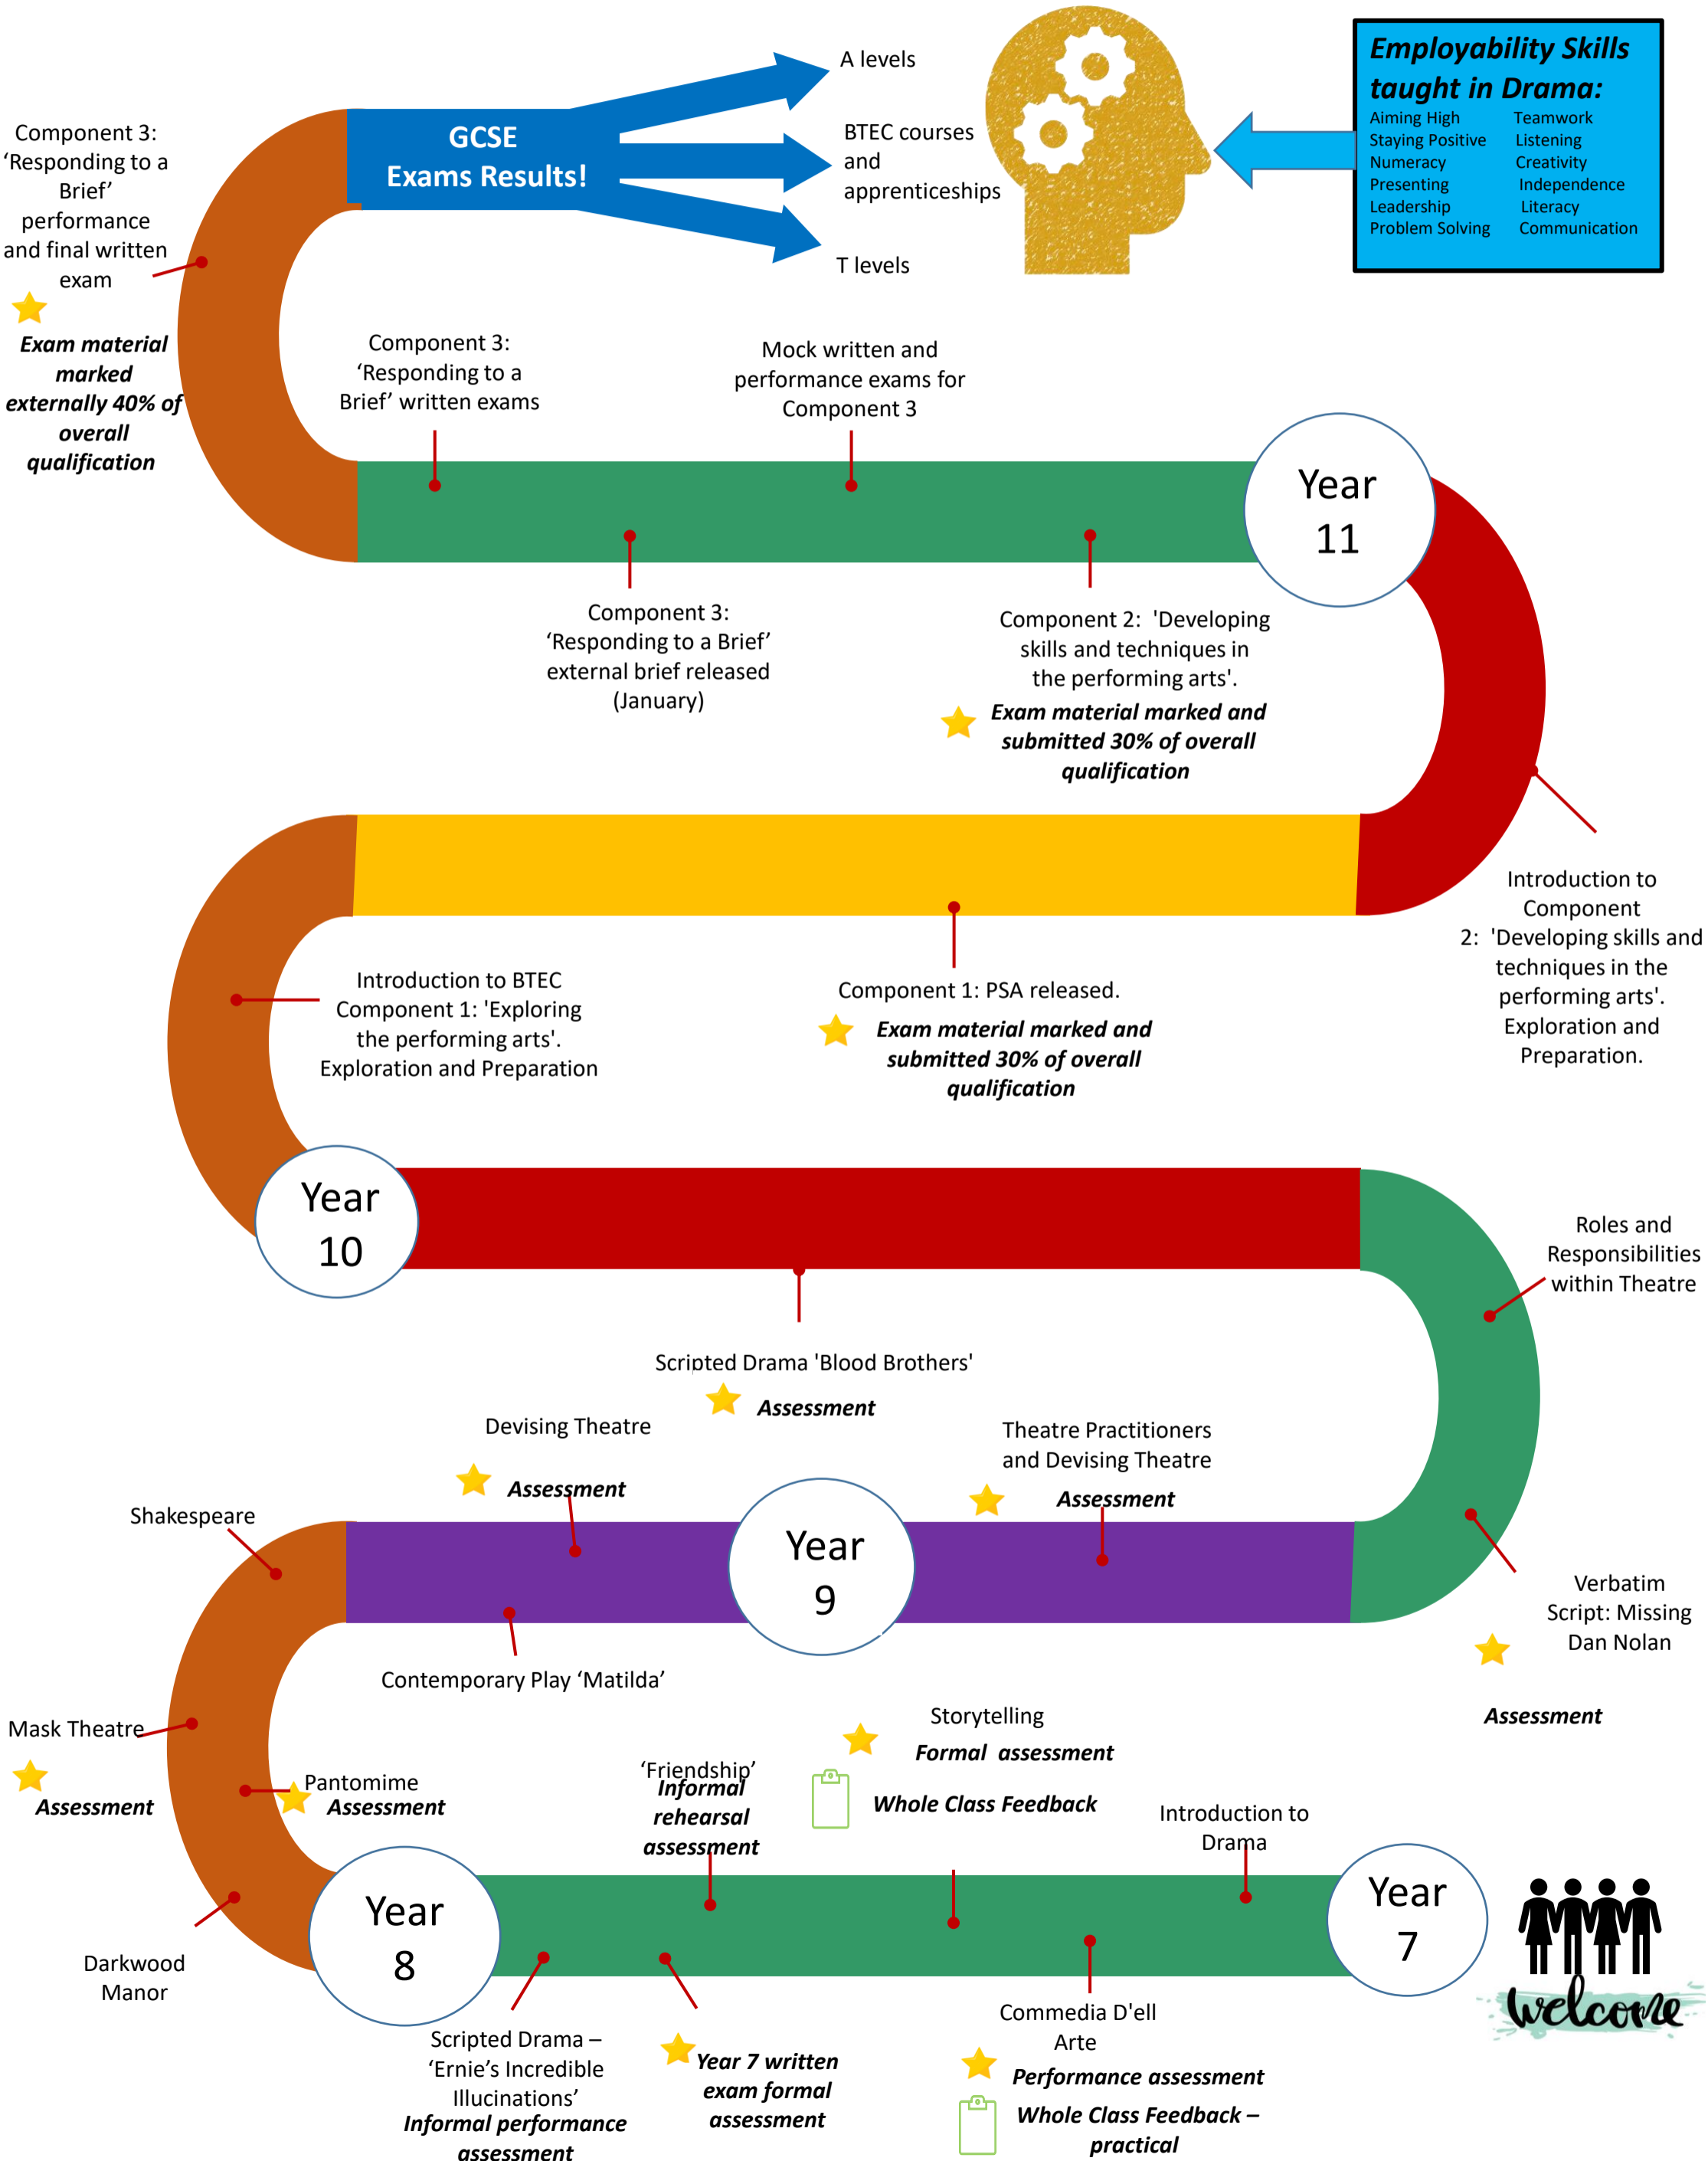 A levels
GCSE
Exams Results!
BTEC courses
and
apprenticeships
T levels
Employability Skills
taught in Drama:
Aiming High Teamwork
Staying Positive Listening
Numeracy Creativity
Presenting Independence
Leadership Literacy
Problem Solving Communication
Component 3:
‘Responding to a
Brief’
performance
and final written
exam
Exam material
marked
externally 40% of
overall
qualification
Component 3:
‘Responding to a
Brief’ written exams
Mock written and
performance exams for
Component 3
Year
11
Component 3:
‘Responding to a Brief’
external brief released
(January)
Component 2: 'Developing
skills and techniques in
the performing arts'.
Exam material marked and
submitted 30% of overall
qualification
Introduction to
Component
2: 'Developing skills and
techniques in the
performing arts'.
Exploration and
Preparation.
Introduction to BTEC
Component 1: 'Exploring
the performing arts'.
Exploration and Preparation
Component 1: PSA released.
Exam material marked and
submitted 30% of overall
qualification
Year
10
Roles and
Responsibilities
within Theatre
Scripted Drama 'Blood Brothers'
Assessment
Devising Theatre
Assessment
Theatre Practitioners
and Devising Theatre
Assessment
Shakespeare
Year
9
Verbatim
Script: Missing
Dan Nolan
Assessment
Contemporary Play ‘Matilda’
Mask Theatre
Assessment
Pantomime
Assessment
‘Friendship’
Informal
rehearsal
assessment
Storytelling
Formal assessment
Whole Class Feedback
Introduction to
Drama
Year
8
Year
7
Darkwood
Manor
welcome
Scripted Drama –
‘Ernie’s Incredible
Illucinations’
Informal performance
assessment
Year 7 written
exam formal
assessment
Commedia D'ell
Arte
Performance assessment
Whole Class Feedback –
practical